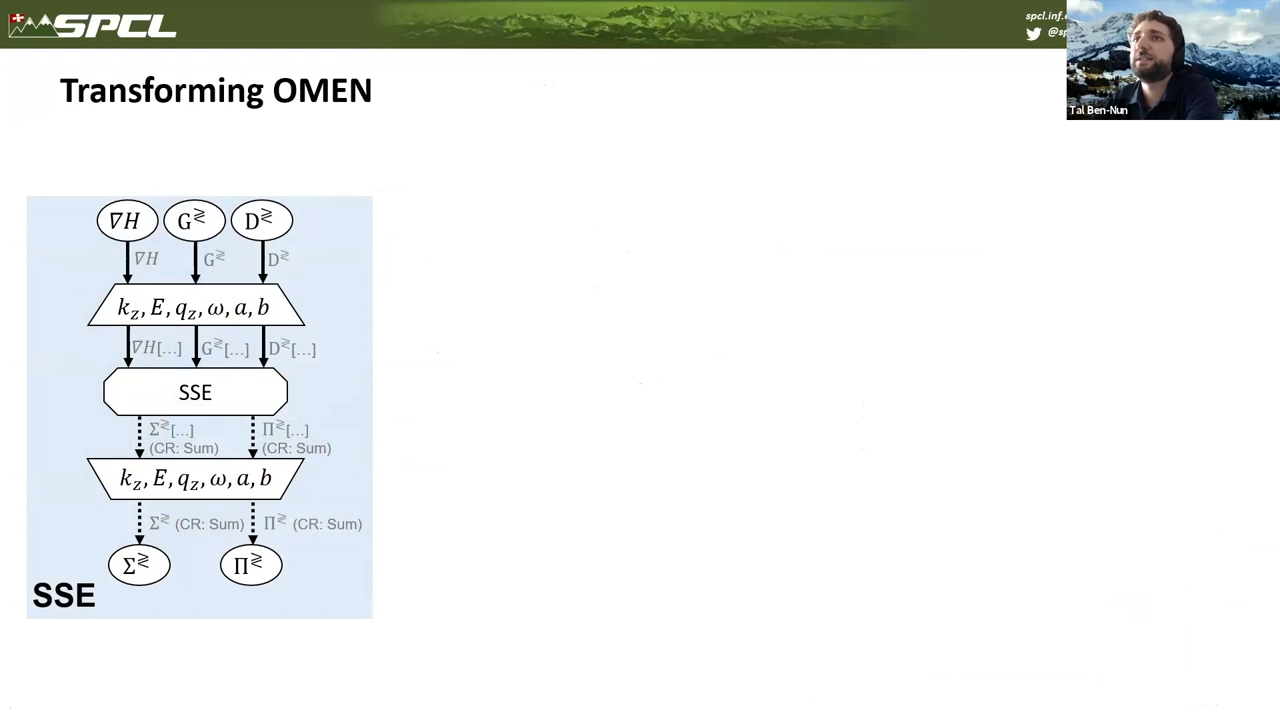 SPCL
spcl.inf.
@sp
Tal Ben-Nun
Transforming OMEN
∇H G≷ D≷
∇H G≷ D≷
k_z, E, q_z, ω, a, b
∇H[…] G≷[…] D≷[…]
SSE
Σ≷[…] Π≷[…]
(CR: Sum) (CR: Sum)
k_z, E, q_z, ω, a, b
Σ≷ (CR: Sum) Π≷ (CR: Sum)
Σ≷ Π≷
SSE